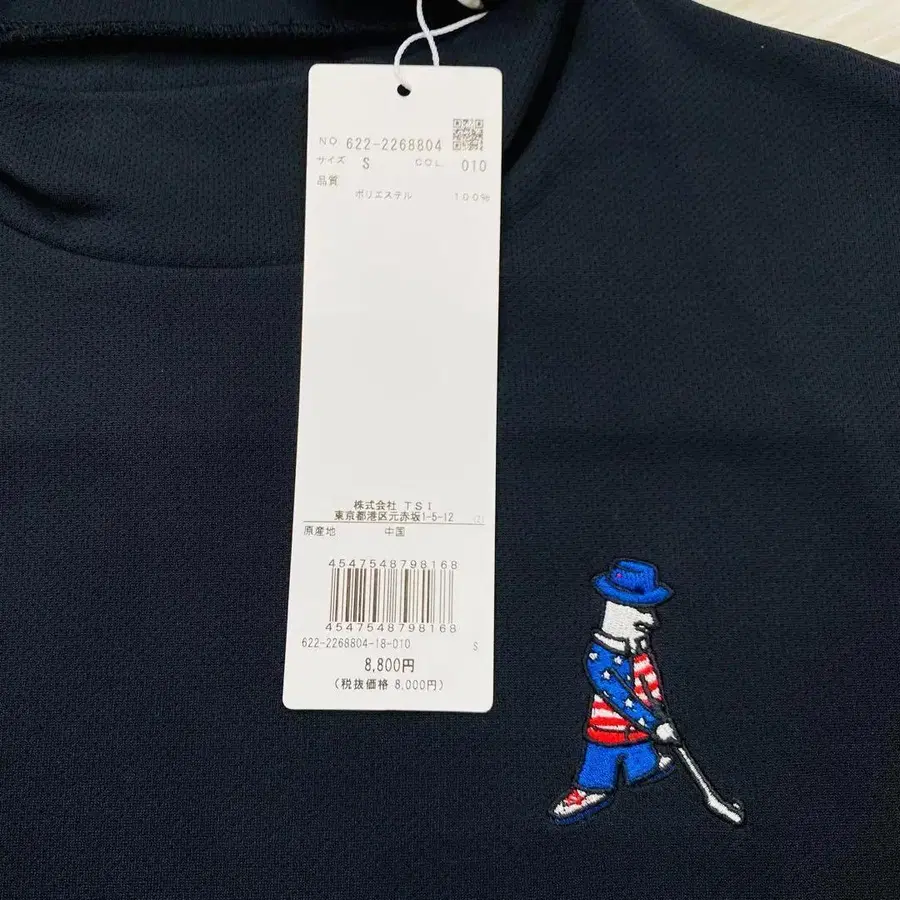 NO 622-2268804
サイズ S COL 010
品質
ポリエステル 100%
株式会社 TSI
東京都港区元赤坂1-5-12
原産地 中国
4547548798168
4547548798168
622-2268804-18-010 S
8,800円
(税抜価格 8,000円)